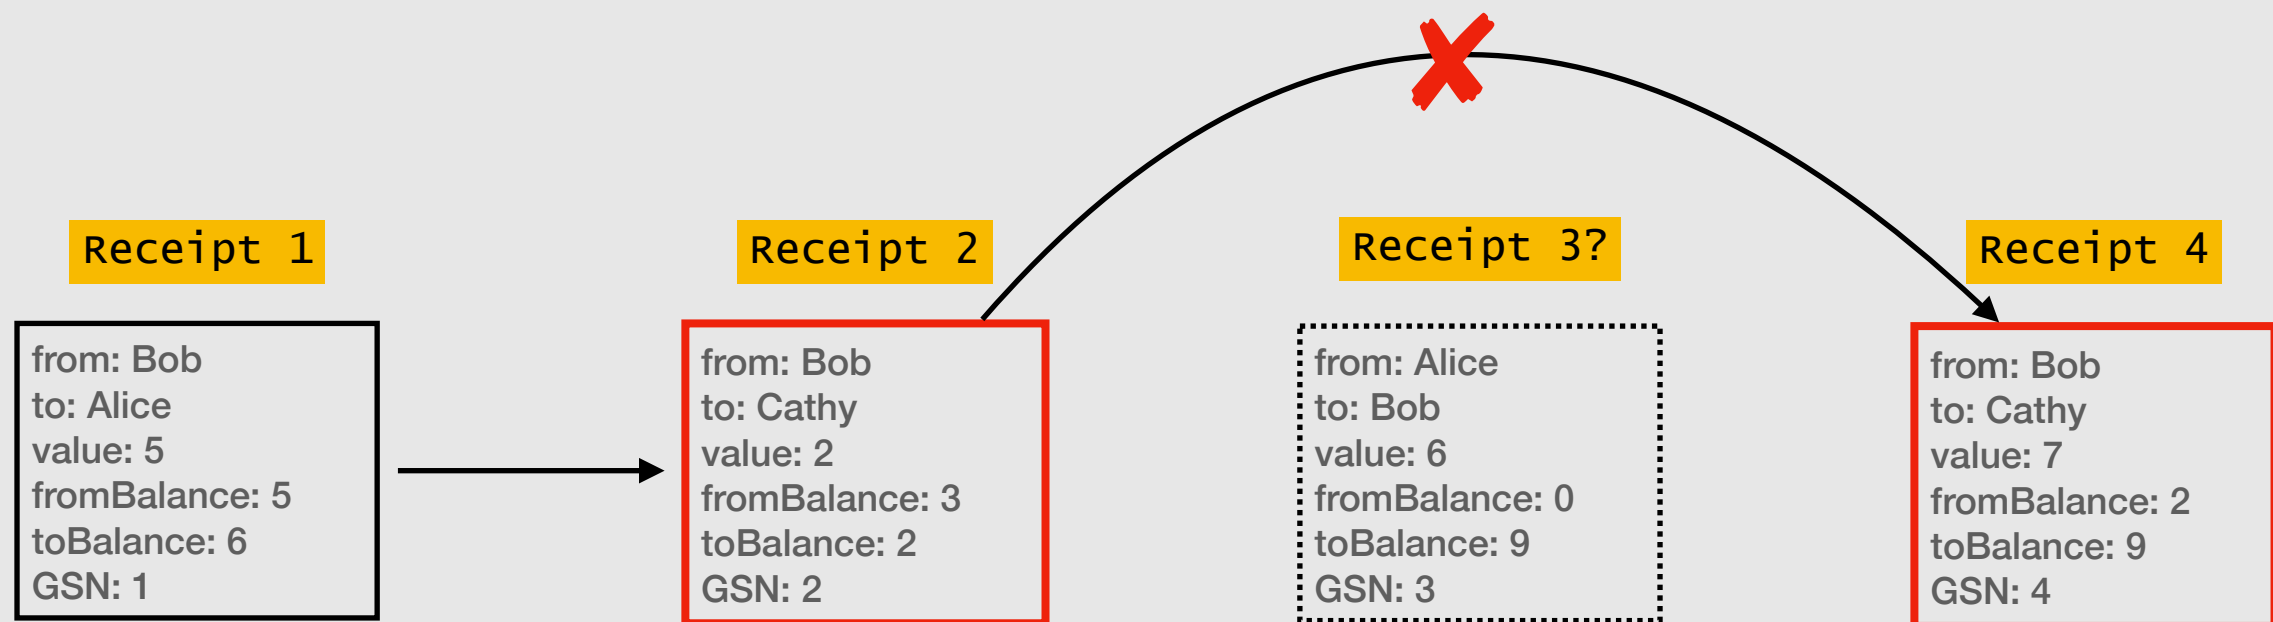 Receipt 1
from: Bob
to: Alice
value: 5
fromBalance: 5
toBalance: 6
GSN: 1
Receipt 2
from: Bob
to: Cathy
value: 2
fromBalance: 3
toBalance: 2
GSN: 2
Receipt 3?
from: Alice
to: Bob
value: 6
fromBalance: 0
toBalance: 9
GSN: 3
Receipt 4
from: Bob
to: Cathy
value: 7
fromBalance: 2
toBalance: 9
GSN: 4